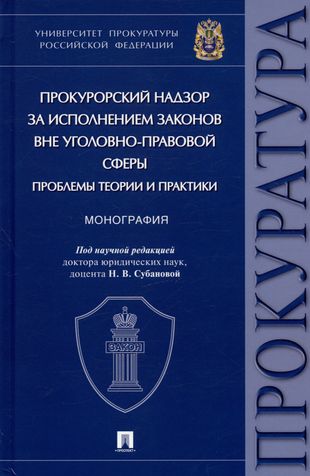 УНИВЕРСИТЕТ ПРОКУРАТУРЫ
РОССИЙСКОЙ ФЕДЕРАЦИИ
ПРОКУРОРСКИЙ НАДЗОР
ЗА ИСПОЛНЕНИЕМ ЗАКОНОВ
ВНЕ УГОЛОВНО-ПРАВОВОЙ
СФЕРЫ
ПРОБЛЕМЫ ТЕОРИИ И ПРАКТИКИ
МОНОГРАФИЯ
Под научной редакцией
доктора юридических наук,
доцента Н. В. Субановой
ЗАКОН
ПРОСПЕКТ
ПРОКУРАТУРА